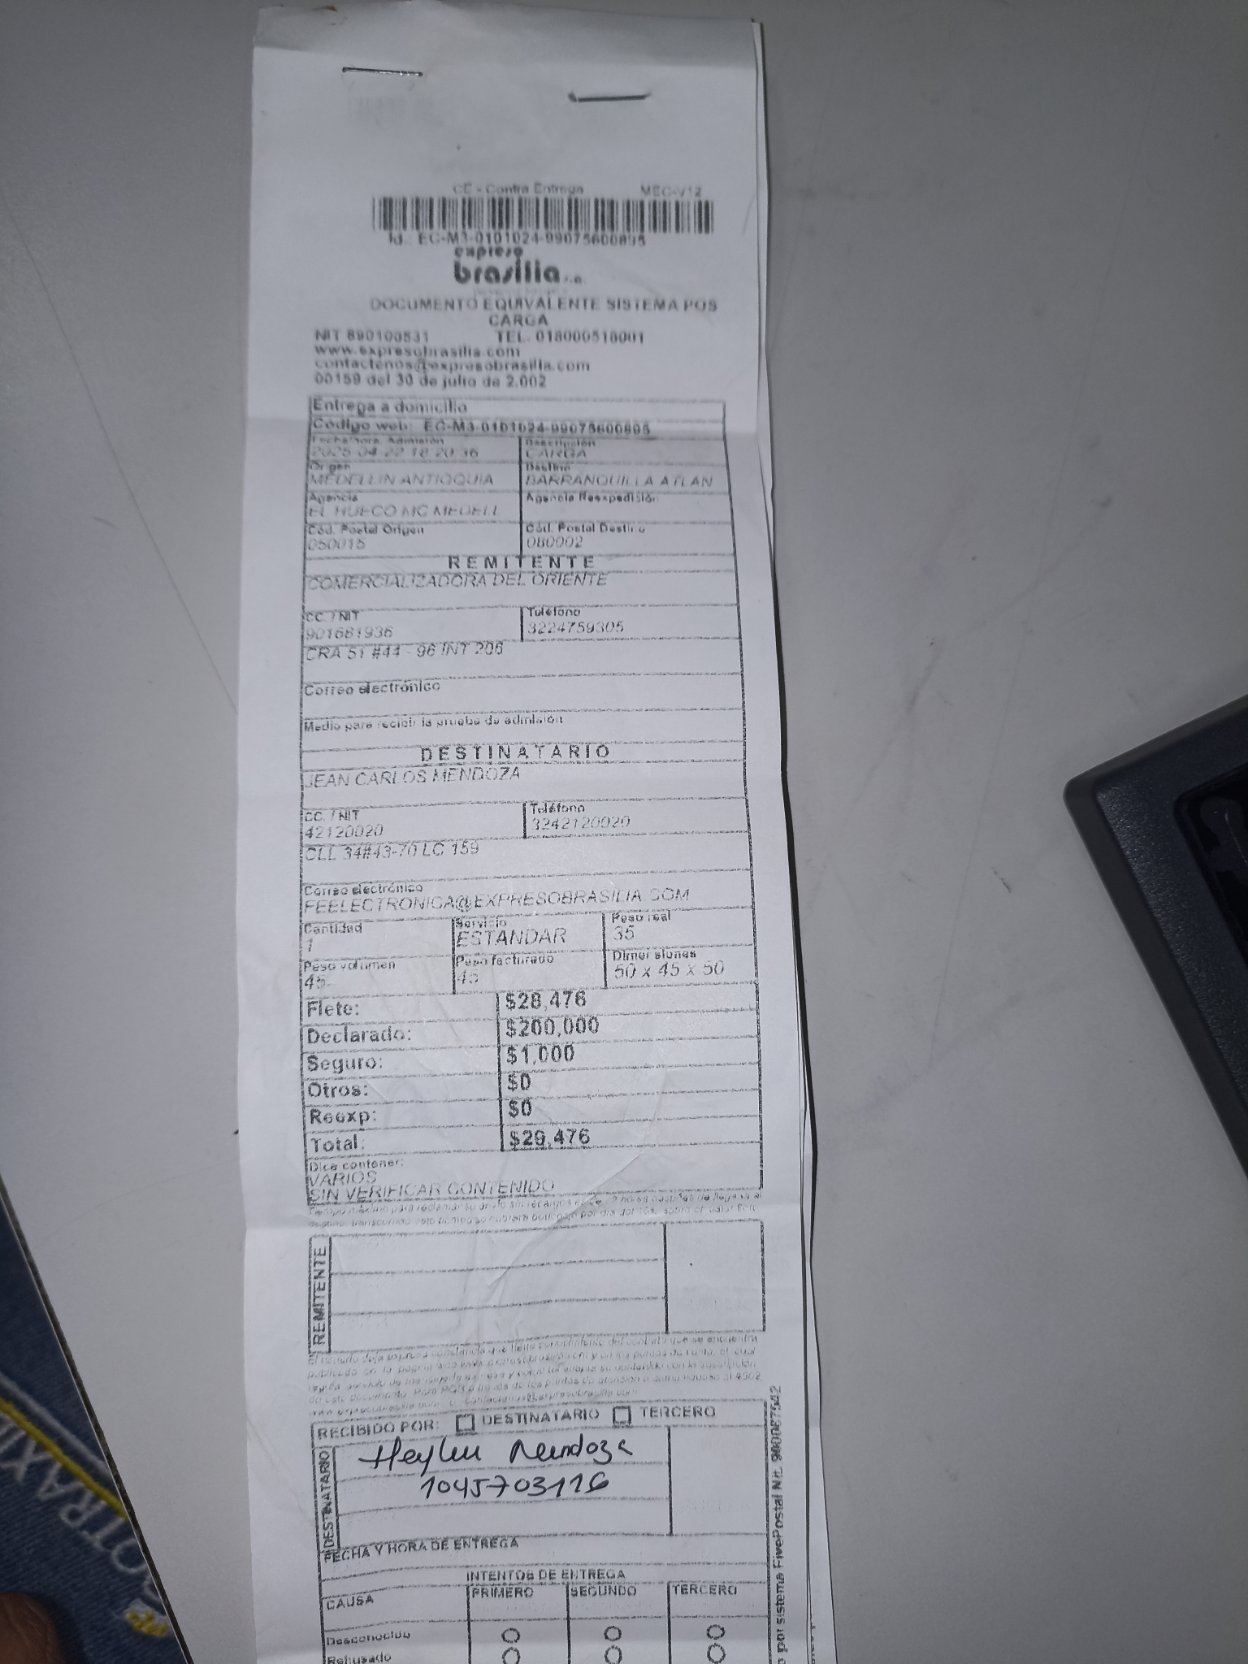 CE - Contra Entrega MEC-V12
Id.: EC-M3-0101024-99075600895
expreso
brasilia s.a.
DOCUMENTO EQUIVALENTE SISTEMA POS
CARGA
NIT 890100531 TEL. 018000518001
www.expresobrasilia.com
contactenos@expresobrasilia.com
00159 del 30 de julio de 2.002
Entrega a domicilio
Código web: EC-M3-0101024-99075600895
Fecha/hora Admisión Descripción
2025-04-22 18:20:36 CARGA
Origen Destino
MEDELLIN ANTIOQUIA BARRANQUILLA ATLAN
Agencia Agencia Reexpedición
EL HUECO MC MEDELL
Cód. Postal Origen Cód. Postal Destino
050015 080002
REMITENTE
COMERCIALIZADORA DEL ORIENTE
CC. / NIT Teléfono
901681936 3224759305
CRA 51 #44 - 96 INT 206
Correo electrónico
Medio para recibir la prueba de admisión
DESTINATARIO
JEAN CARLOS MENDOZA
CC. / NIT Teléfono
42120020 3242120020
CLL 34#43-70 LC 159
Correo electrónico
FEELECTRONICA@EXPRESOBRASILIA.COM
Cantidad Servicio Peso real
1 ESTANDAR 35
Peso volumen Peso facturado Dimensiones
45 45 50 x 45 x 50
Flete: $28,476
Declarado: $200,000
Seguro: $1,000
Otros: $0
Reexp: $0
Total: $29,476
Dice contener:
VARIOS
SIN VERIFICAR CONTENIDO
REMITENTE
RECIBIDO POR: DESTINATARIO TERCERO
DESTINATARIO
Heylin Mendoza
1045703116
FECHA Y HORA DE ENTREGA
INTENTOS DE ENTREGA
CAUSA PRIMERO SEGUNDO TERCERO
Desconocido
Rehusado
por sistema FivePostal Nit. 900087542